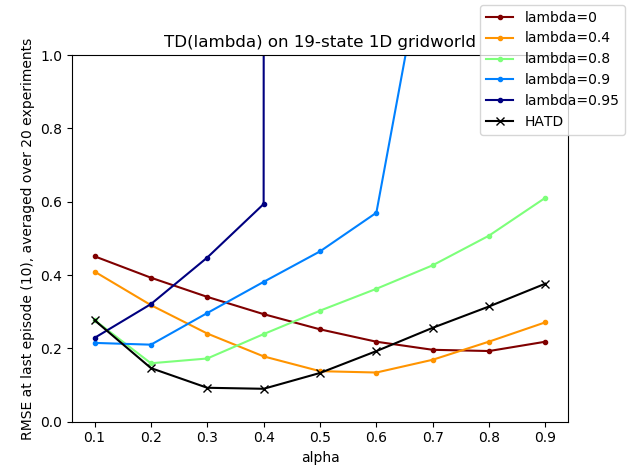 TD(lambda) on 19-state 1D gridworld
lambda=0
lambda=0.4
lambda=0.8
lambda=0.9
lambda=0.95
HATD
RMSE at last episode (10), averaged over 20 experiments
1.0
0.8
0.6
0.4
0.2
0.0
0.1 0.2 0.3 0.4 0.5 0.6 0.7 0.8 0.9
alpha